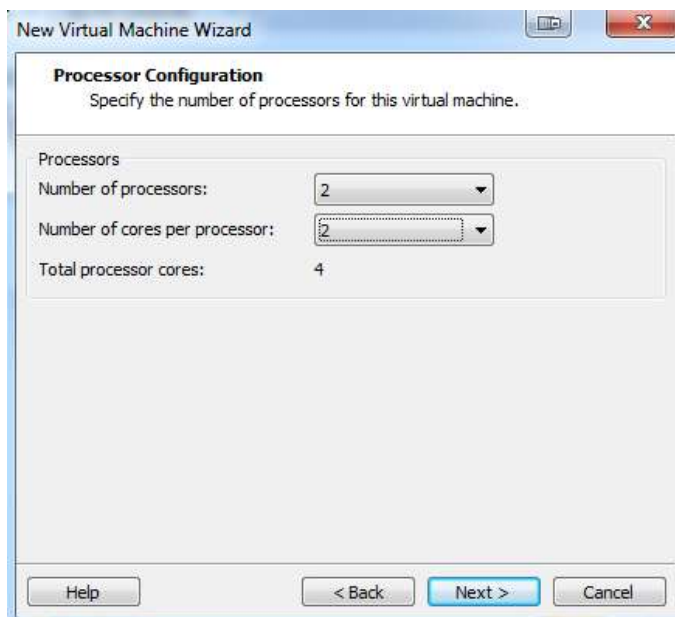 New Virtual Machine Wizard
Processor Configuration
Specify the number of processors for this virtual machine.
Processors
Number of processors: 2
Number of cores per processor: 2
Total processor cores: 4
Help < Back Next > Cancel